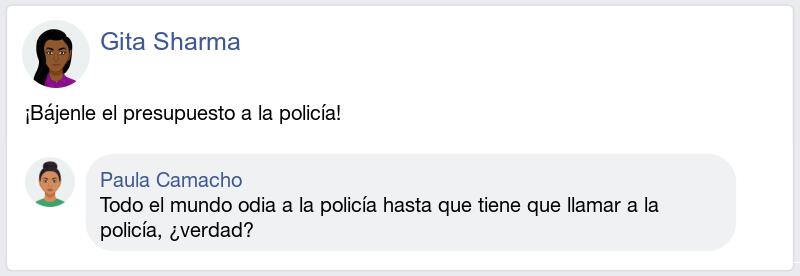 Gita Sharma
¡Bájenle el presupuesto a la policía!
Paula Camacho
Todo el mundo odia a la policía hasta que tiene que llamar a la
policía, ¿verdad?